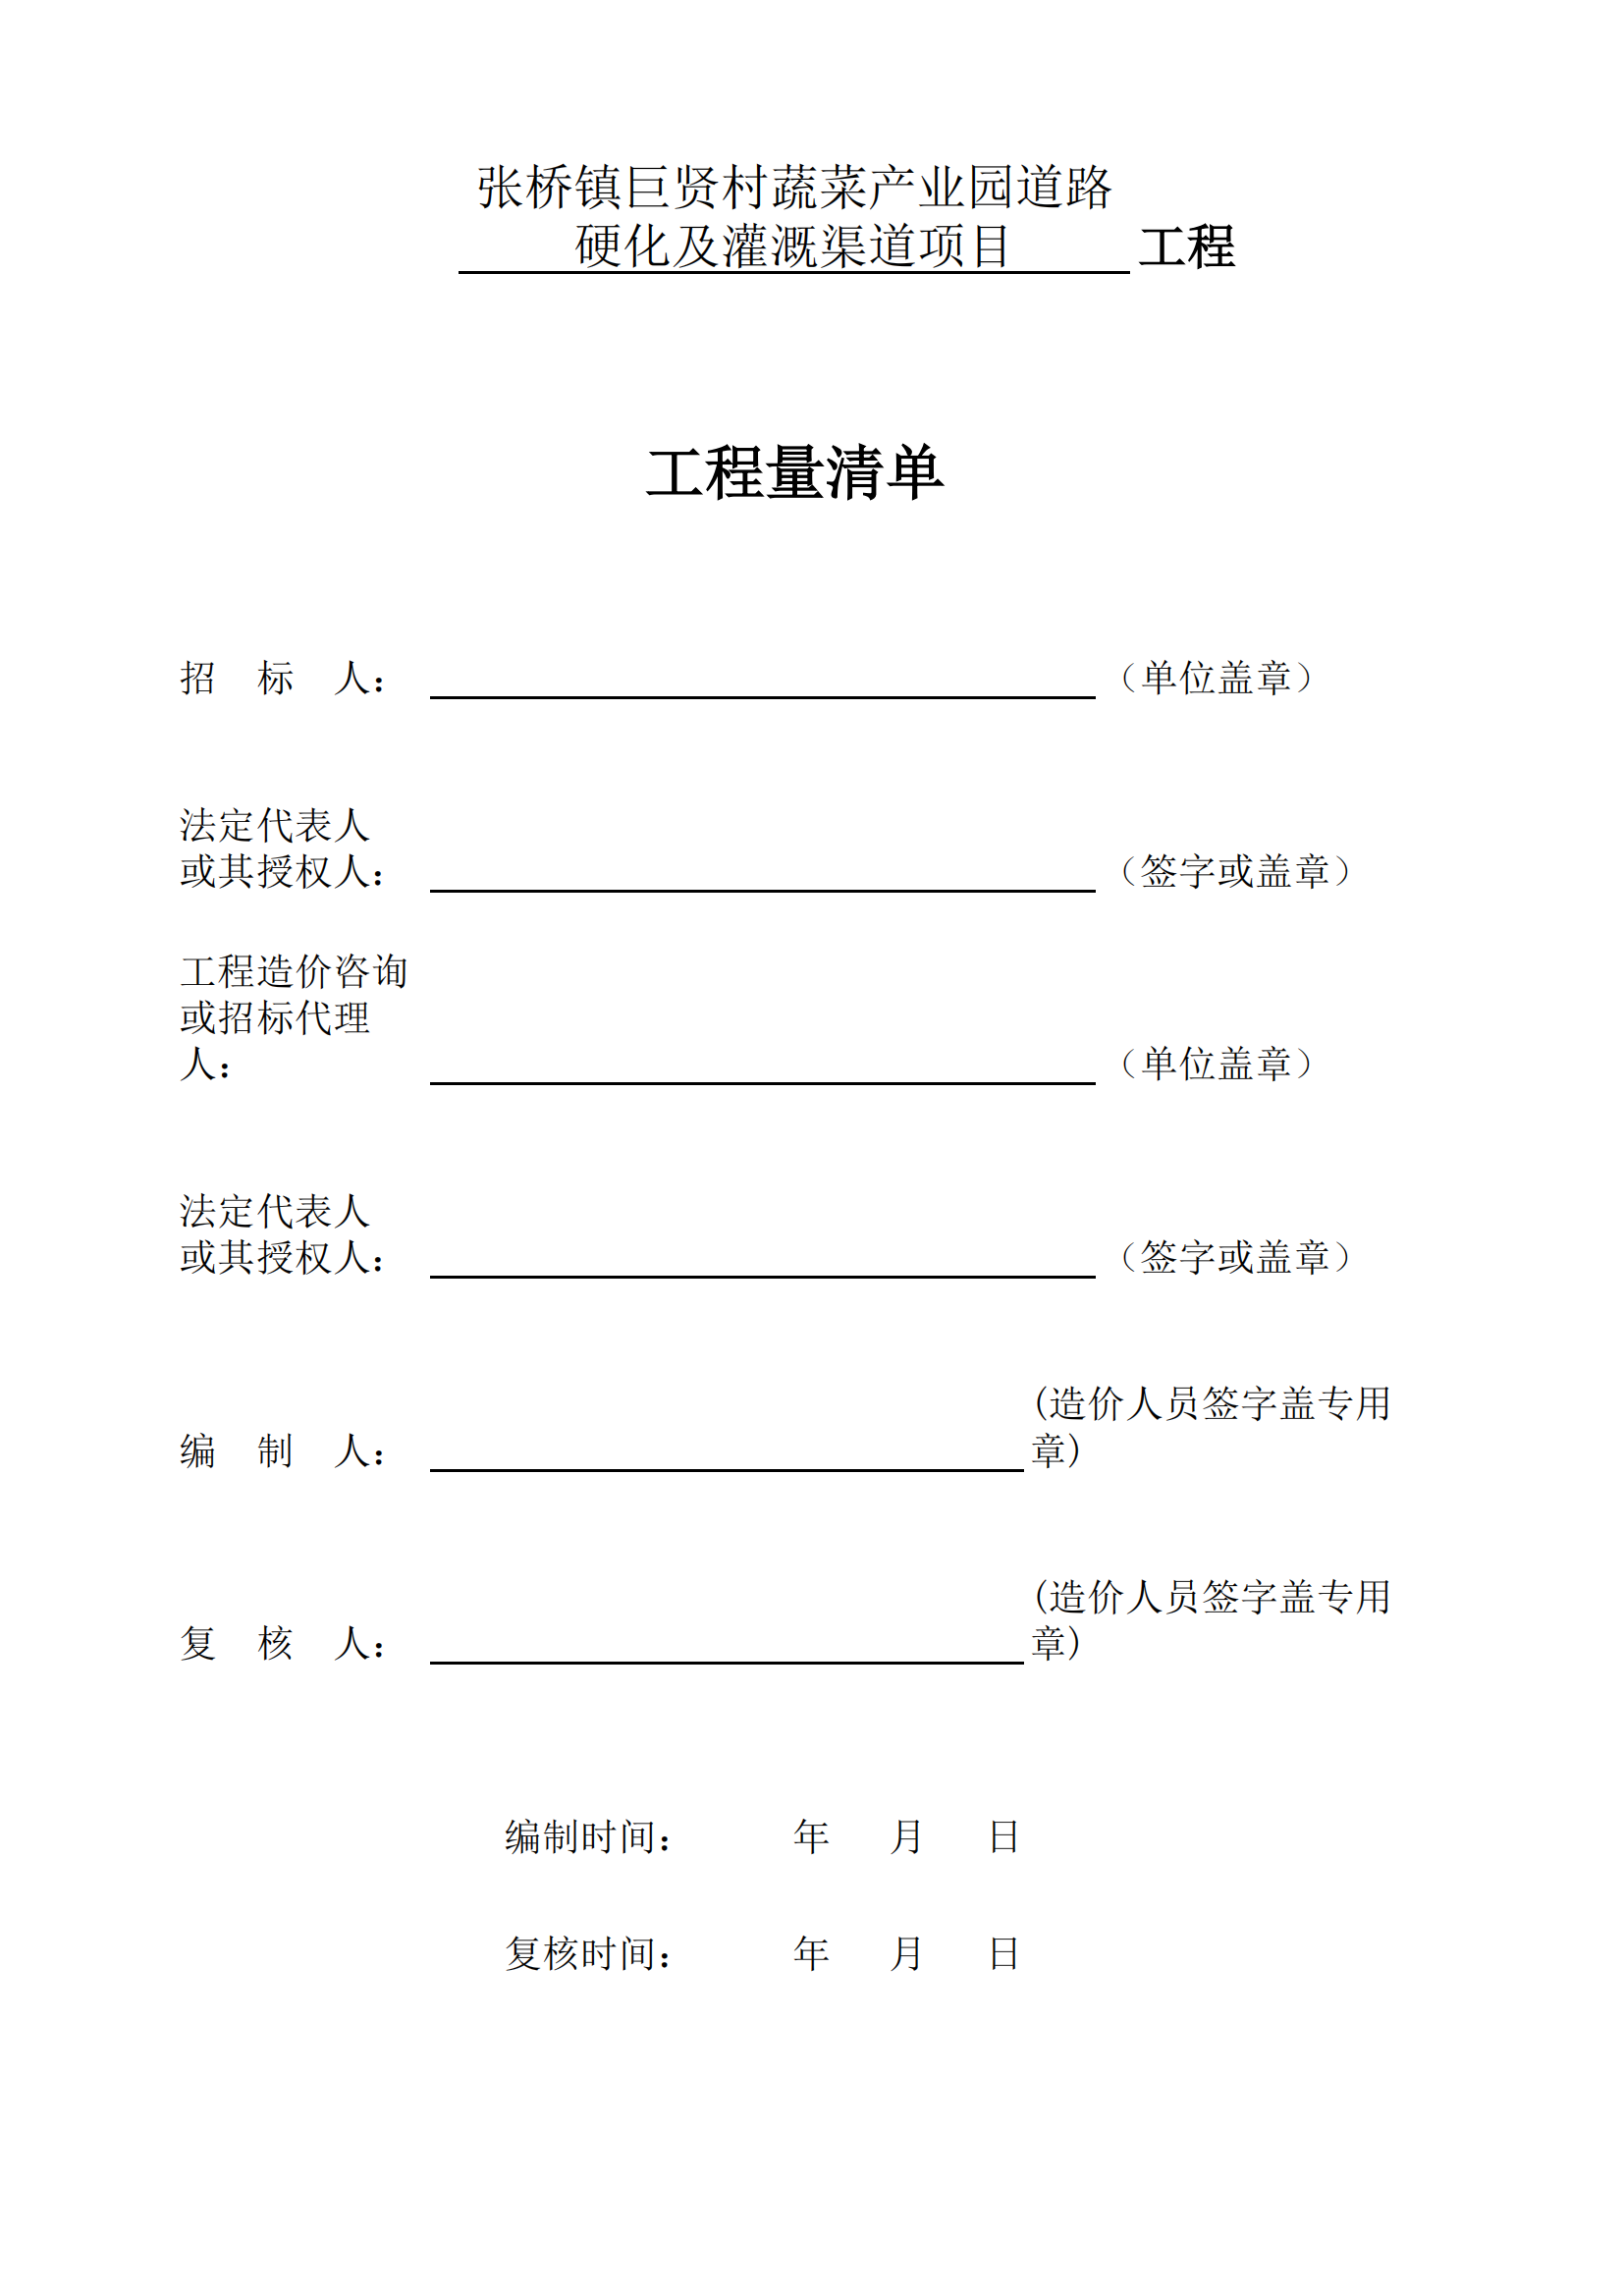 张桥镇巨贤村蔬菜产业园道路
硬化及灌溉渠道项目 工程
工程量清单
招 标 人： （单位盖章）
法定代表人
或其授权人： （签字或盖章）
工程造价咨询
或招标代理
人： （单位盖章）
法定代表人
或其授权人： （签字或盖章）
(造价人员签字盖专用
编 制 人： 章)
(造价人员签字盖专用
复 核 人： 章)
编制时间： 年 月 日
复核时间： 年 月 日